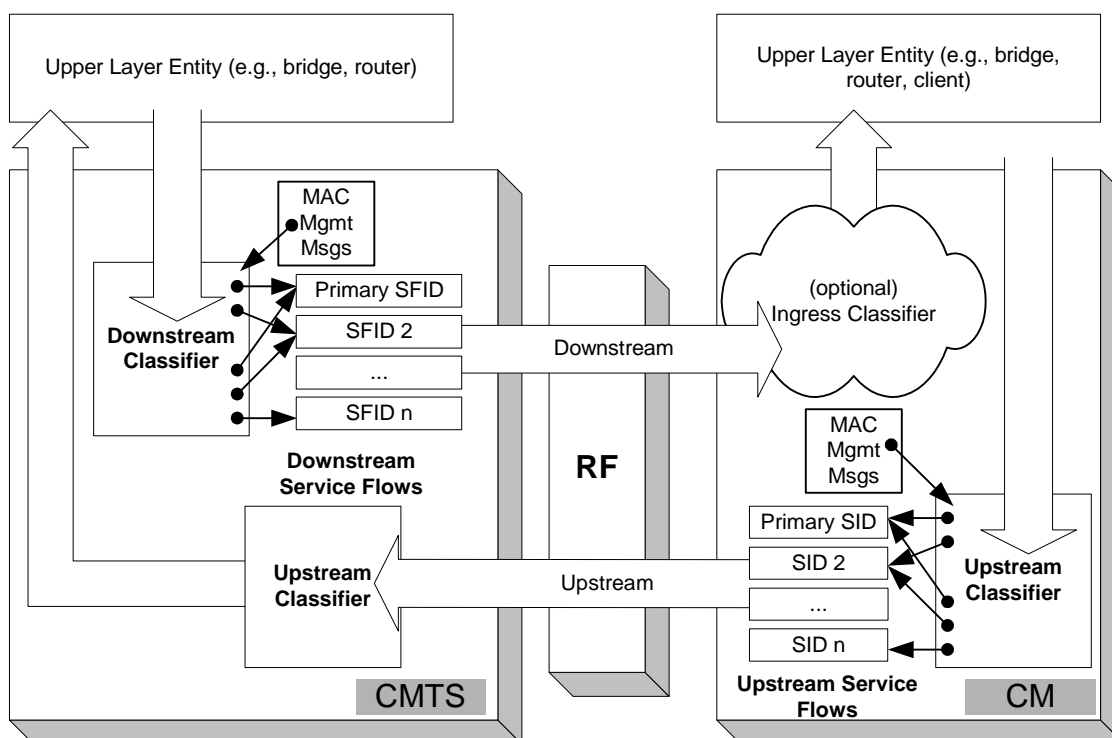 Upper Layer Entity (e.g., bridge, router)
Upper Layer Entity (e.g., bridge,
router, client)
MAC
Mgmt
Msgs
Downstream
Classifier
Primary SFID
SFID 2
...
SFID n
Downstream
Service Flows
Downstream
(optional)
Ingress Classifier
RF
MAC
Mgmt
Msgs
Primary SID
SID 2
...
SID n
Upstream
Classifier
Upstream
Upstream
Classifier
Upstream Service
Flows
CMTS
CM